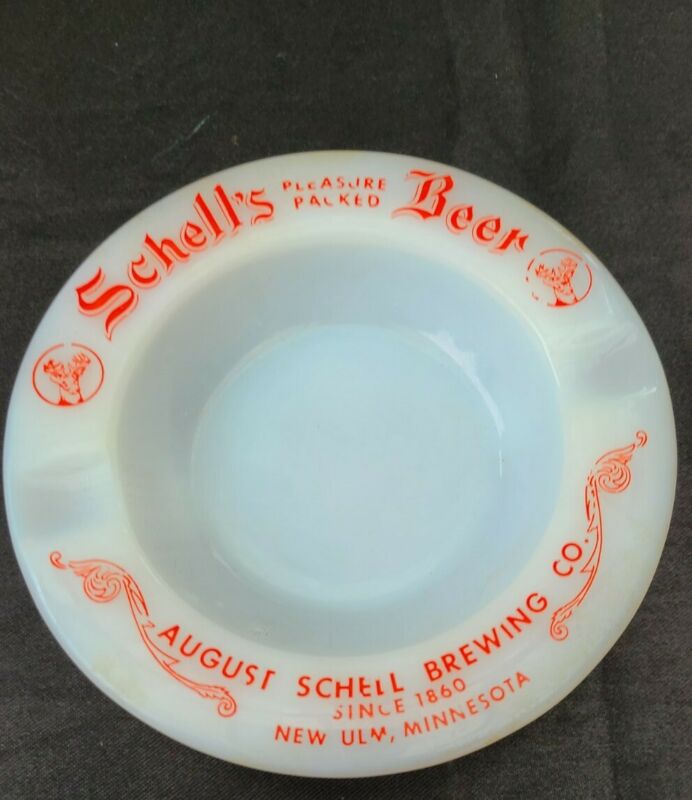 Schell's PLEASURE PACKED Beer
AUGUST SCHELL BREWING CO.
SINCE 1860
NEW ULM, MINNESOTA